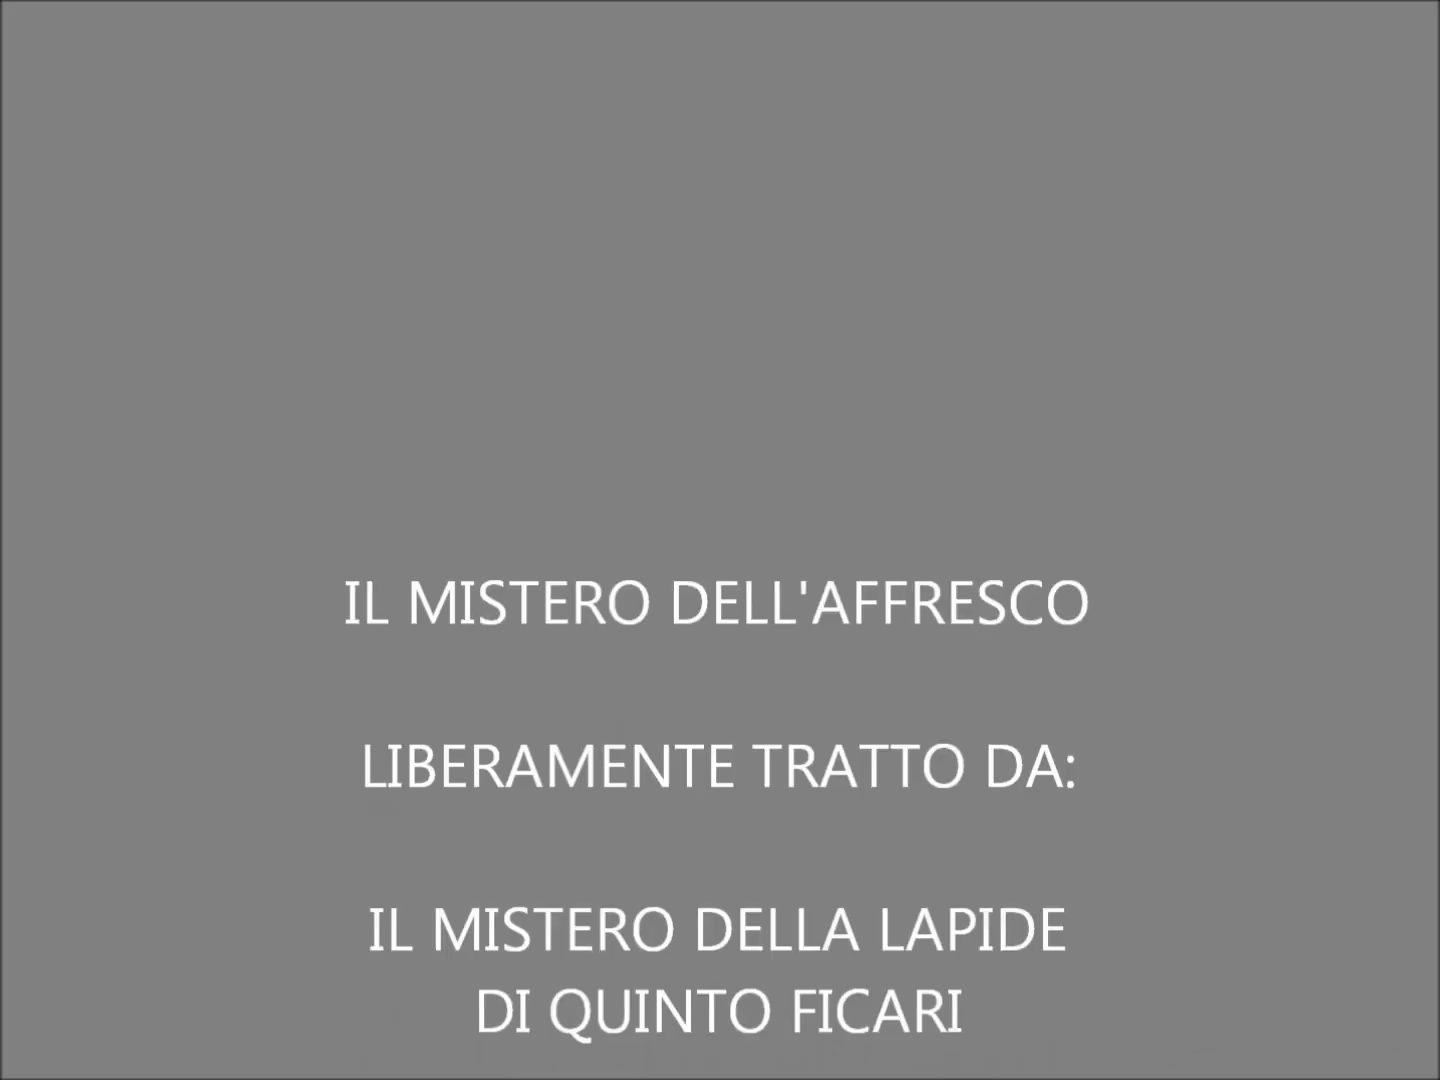 IL MISTERO DELL'AFFRESCO
LIBERAMENTE TRATTO DA:
IL MISTERO DELLA LAPIDE
DI QUINTO FICARI